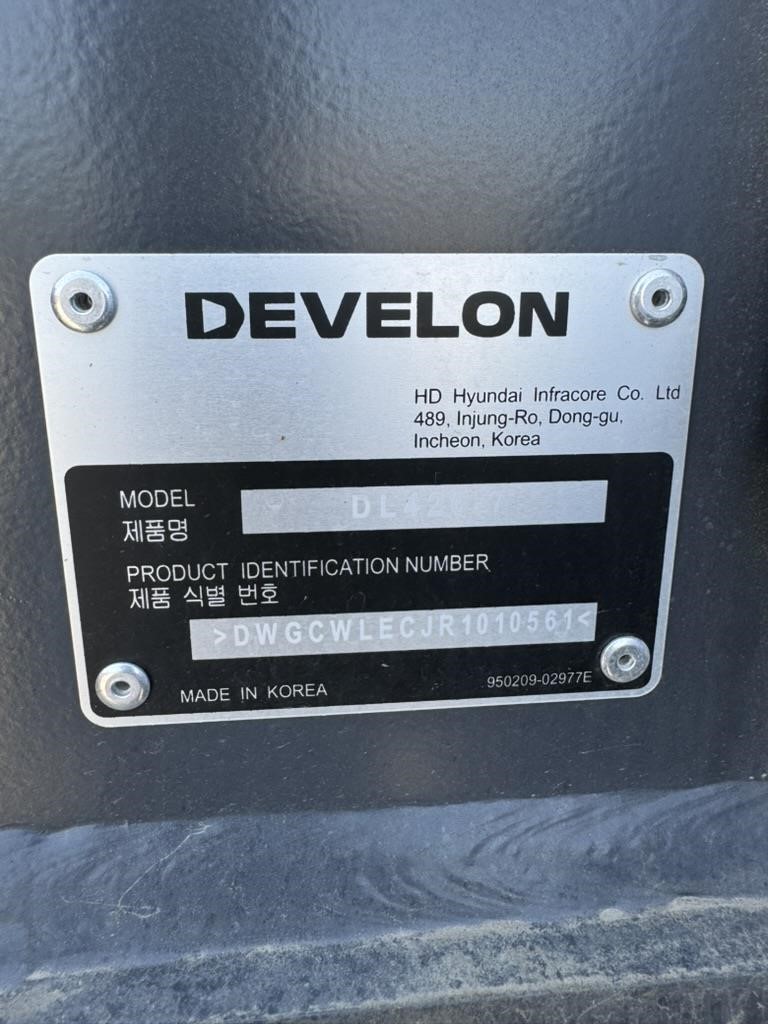 DEVELON
HD Hyundai Infracore Co. Ltd
489, Injung-Ro, Dong-gu,
Incheon, Korea
MODEL
제품명
PRODUCT IDENTIFICATION NUMBER
제품 식별 번호
>DWGCWLECJR1010561<
MADE IN KOREA
950209-02977E